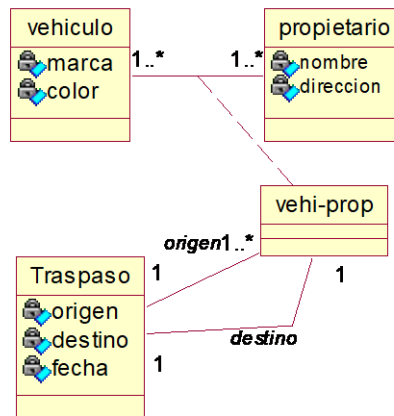 vehiculo
marca
color
1..*
1..*
propietario
nombre
direccion
vehi-prop
origen1..*
1
Traspaso
origen
destino
fecha
1
1
destino